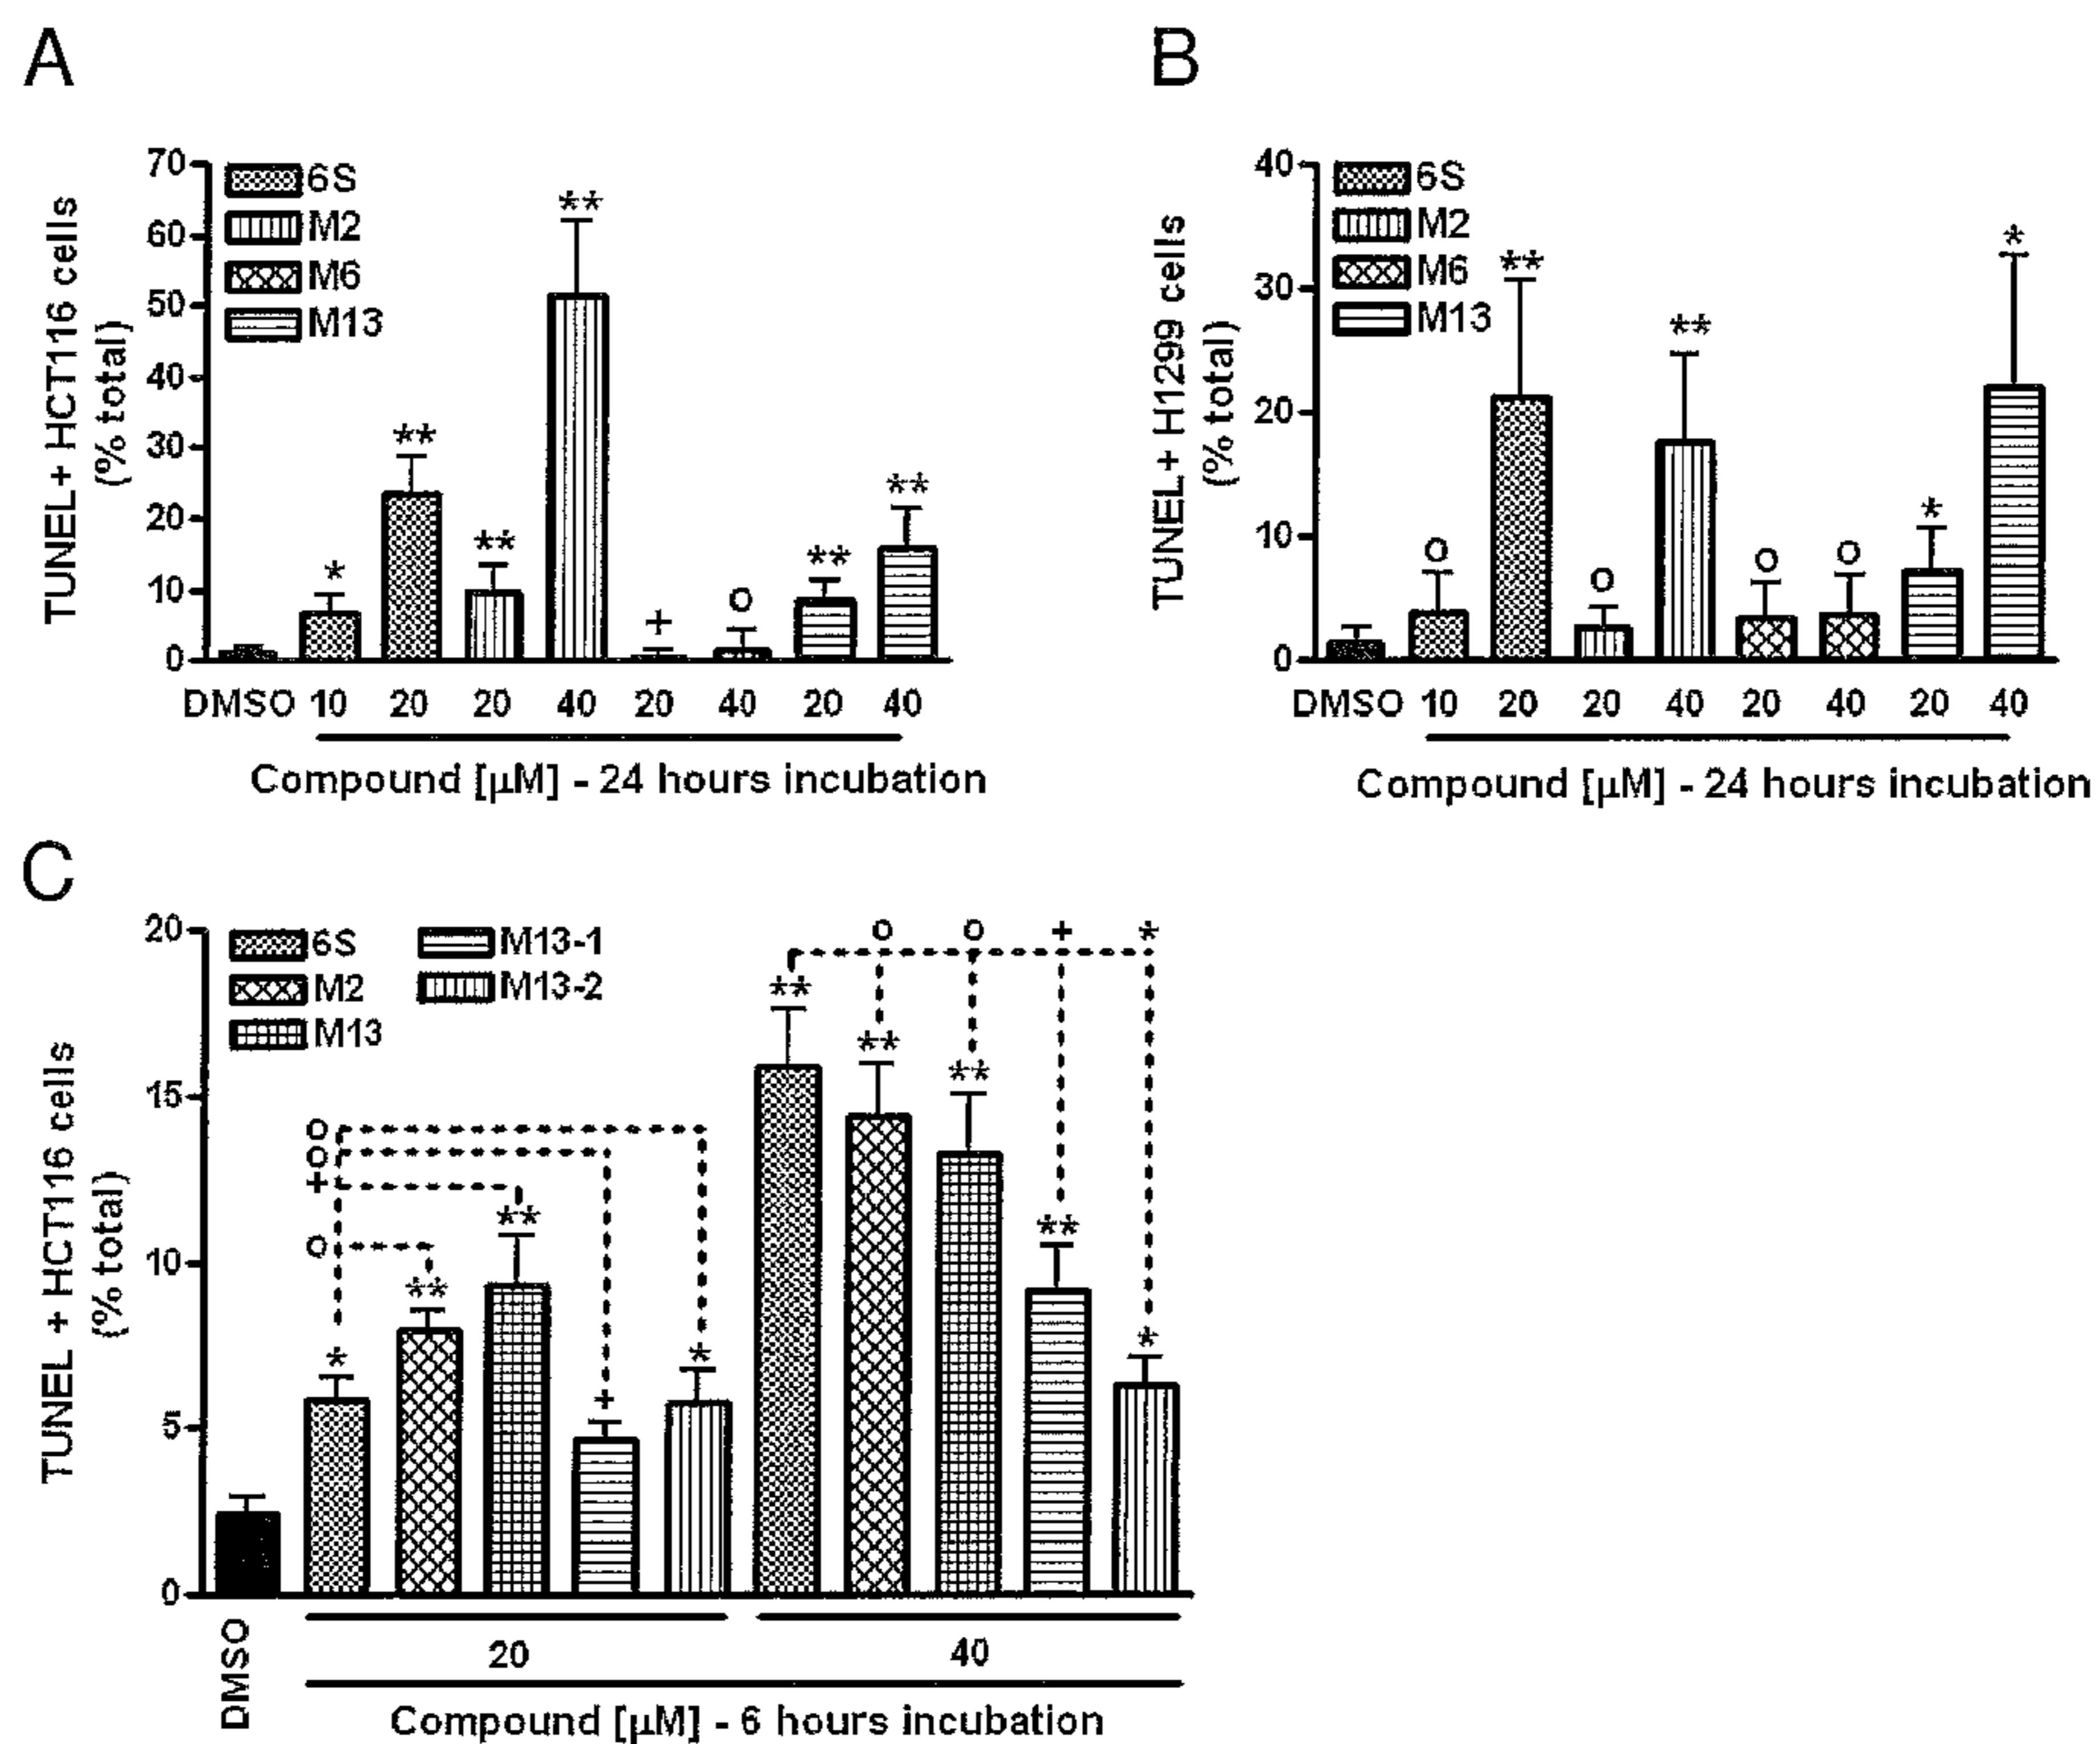 A
TUNEL+ HCT116 cells
(% total)
70
60
50
40
30
20
10
0
6S
M2
M6
M13
*
**
**
**
+
o
**
**
DMSO 10 20 20 40 20 40 20 40
Compound [µM] - 24 hours incubation
B
TUNEL+ H1299 cells
(% total)
40
30
20
10
0
6S
M2
M6
M13
o
**
o
**
o
o
*
*
DMSO 10 20 20 40 20 40 20 40
Compound [µM] - 24 hours incubation
C
TUNEL + HCT116 cells
(% total)
20
15
10
5
0
6S
M2
M13
M13-1
M13-2
o
o
+
o
*
**
**
+
*
o o + *
**
**
**
**
*
DMSO
20 40
Compound [µM] - 6 hours incubation